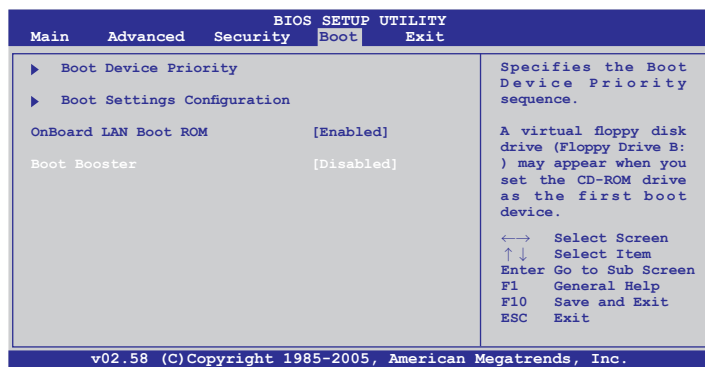 BIOS SETUP UTILITY
Main Advanced Security Boot Exit
Boot Device Priority
Boot Settings Configuration
OnBoard LAN Boot ROM [Enabled]
Boot Booster [Disabled]
Specifies the Boot
Device Priority
sequence.
A virtual floppy disk
drive (Floppy Drive B:
) may appear when you
set the CD-ROM drive
as the first boot
device.
←→ Select Screen
↑↓ Select Item
Enter Go to Sub Screen
F1 General Help
F10 Save and Exit
ESC Exit
v02.58 (C)Copyright 1985-2005, American Megatrends, Inc.